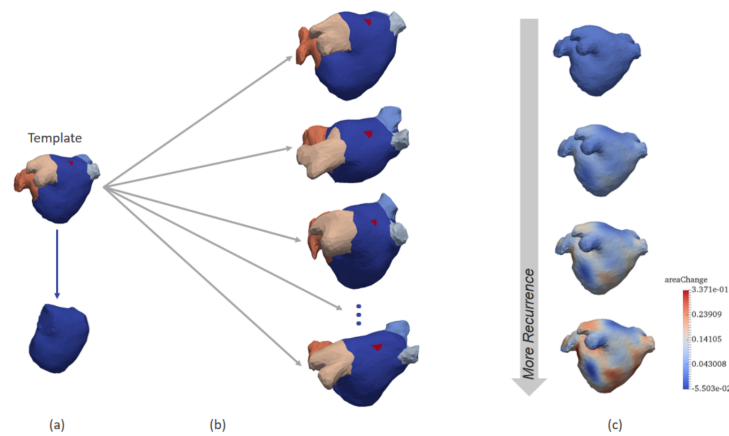 Template
More Recurrence
areaChange
3.371e-01
0.23909
0.14105
0.043008
-5.503e-02
(a)
(b)
(c)